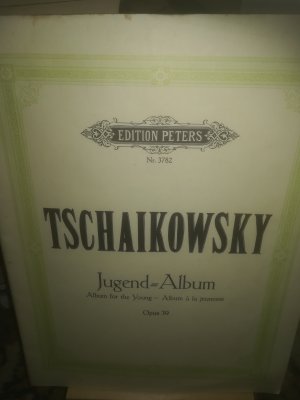 EDITION PETERS
Nr. 3782
TSCHAIKOWSKY
Jugend=Album
Album for the Young – Album à la jeunesse
Opus 39